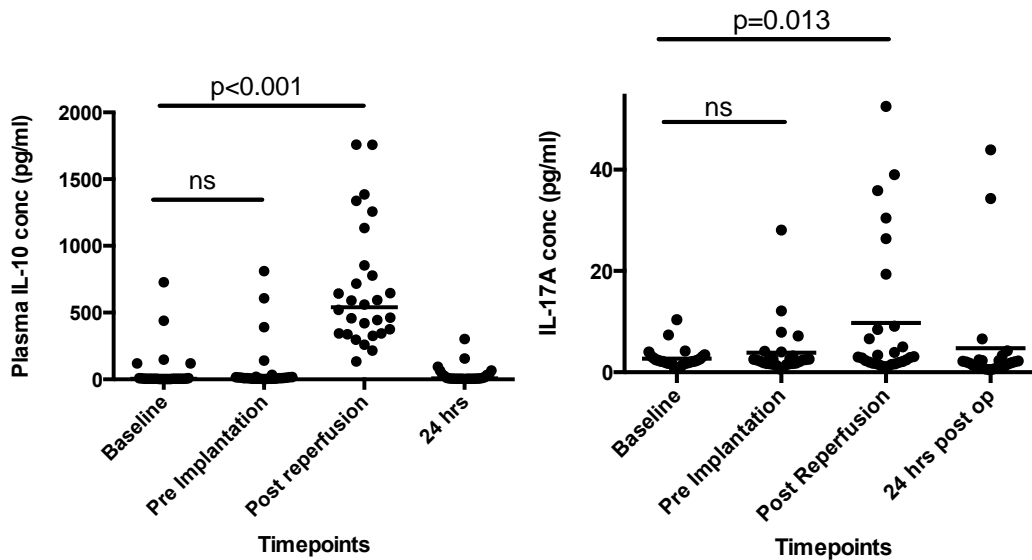 p<0.001
ns
Plasma IL-10 conc (pg/ml)
2000
1500
1000
500
0
Baseline
Pre Implantation
Post reperfusion
24 hrs
Timepoints
p=0.013
ns
IL-17A conc (pg/ml)
40
20
0
Baseline
Pre Implantation
Post Reperfusion
24 hrs post op
Timepoints